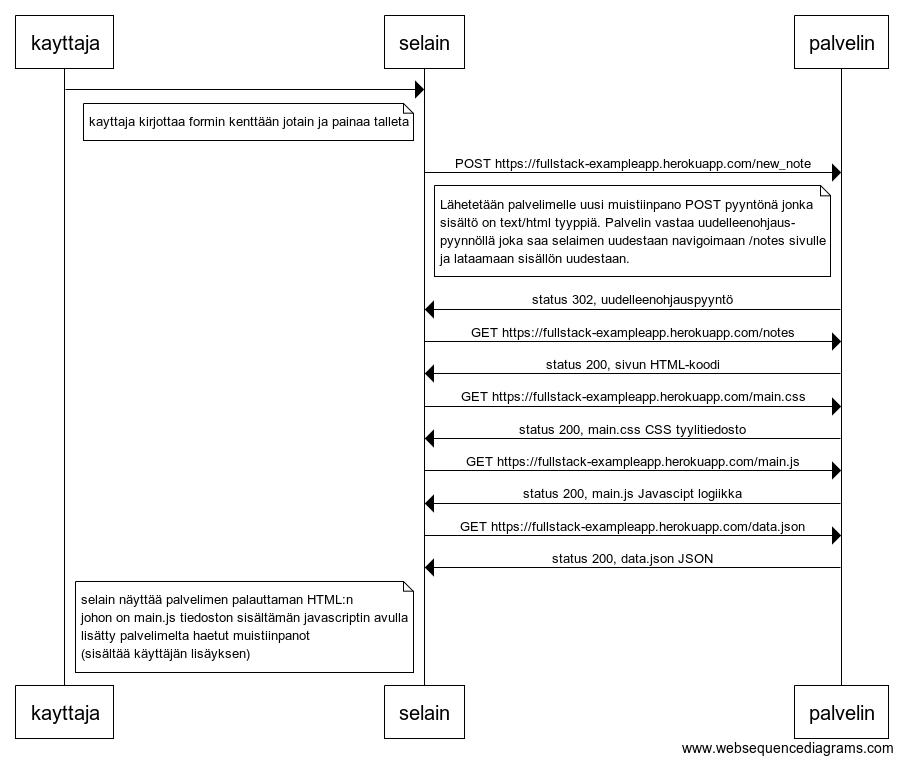 kayttaja
selain
palvelin
kayttaja kirjottaa formin kenttään jotain ja painaa talleta
POST https://fullstack-exampleapp.herokuapp.com/new_note
Lähetetään palvelimelle uusi muistiinpano POST pyyntönä jonka
sisältö on text/html tyyppiä. Palvelin vastaa uudelleenohjaus-
pyynnöllä joka saa selaimen uudestaan navigoimaan /notes sivulle
ja lataamaan sisällön uudestaan.
status 302, uudelleenohjauspyyntö
GET https://fullstack-exampleapp.herokuapp.com/notes
status 200, sivun HTML-koodi
GET https://fullstack-exampleapp.herokuapp.com/main.css
status 200, main.css CSS tyylitiedosto
GET https://fullstack-exampleapp.herokuapp.com/main.js
status 200, main.js Javascipt logiikka
GET https://fullstack-exampleapp.herokuapp.com/data.json
status 200, data.json JSON
selain näyttää palvelimen palauttaman HTML:n
johon on main.js tiedoston sisältämän javascriptin avulla
lisätty palvelimelta haetut muistiinpanot
(sisältää käyttäjän lisäyksen)
kayttaja
selain
palvelin
www.websequencediagrams.com